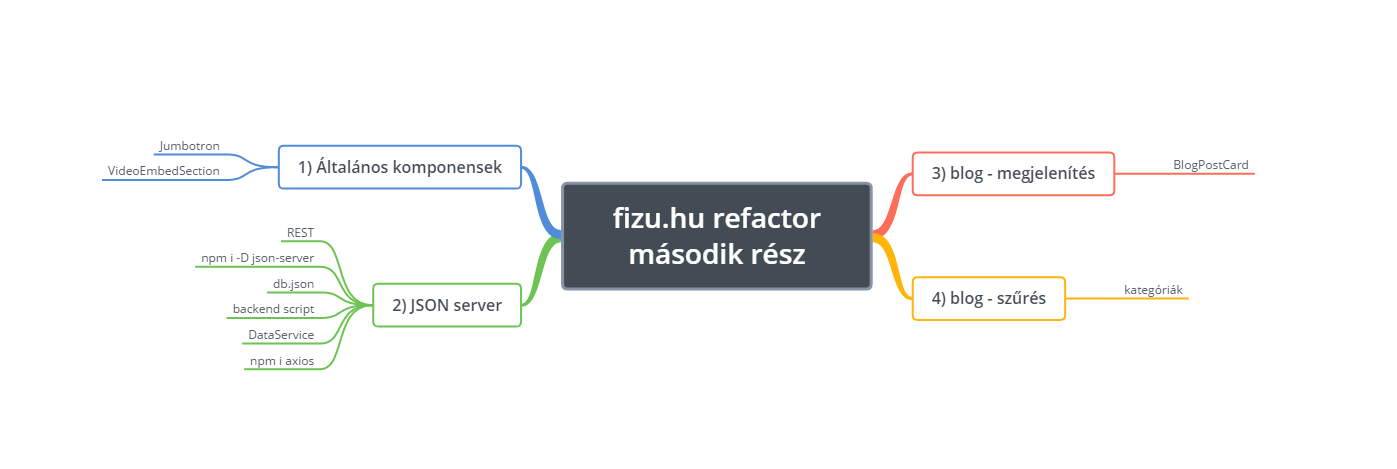 fizu.hu refactor
második rész
1) Általános komponensek
Jumbotron
VideoEmbedSection
2) JSON server
REST
npm i -D json-server
db.json
backend script
DataService
npm i axios
3) blog - megjelenítés
BlogPostCard
4) blog - szűrés
kategóriák